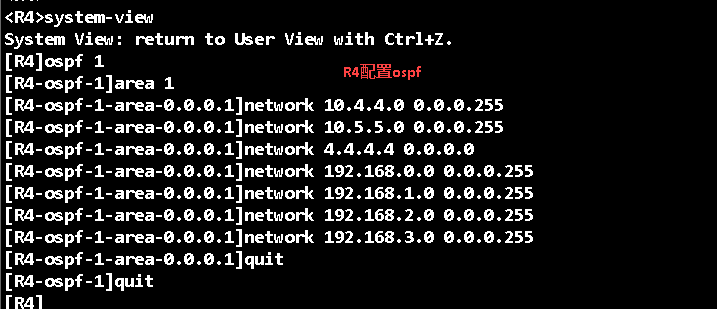 <R4>system-view
System View: return to User View with Ctrl+Z.
[R4]ospf 1
R4配置ospf
[R4-ospf-1]area 1
[R4-ospf-1-area-0.0.0.1]network 10.4.4.0 0.0.0.255
[R4-ospf-1-area-0.0.0.1]network 10.5.5.0 0.0.0.255
[R4-ospf-1-area-0.0.0.1]network 4.4.4.4 0.0.0.0
[R4-ospf-1-area-0.0.0.1]network 192.168.0.0 0.0.0.255
[R4-ospf-1-area-0.0.0.1]network 192.168.1.0 0.0.0.255
[R4-ospf-1-area-0.0.0.1]network 192.168.2.0 0.0.0.255
[R4-ospf-1-area-0.0.0.1]network 192.168.3.0 0.0.0.255
[R4-ospf-1-area-0.0.0.1]quit
[R4-ospf-1]quit
[R4]